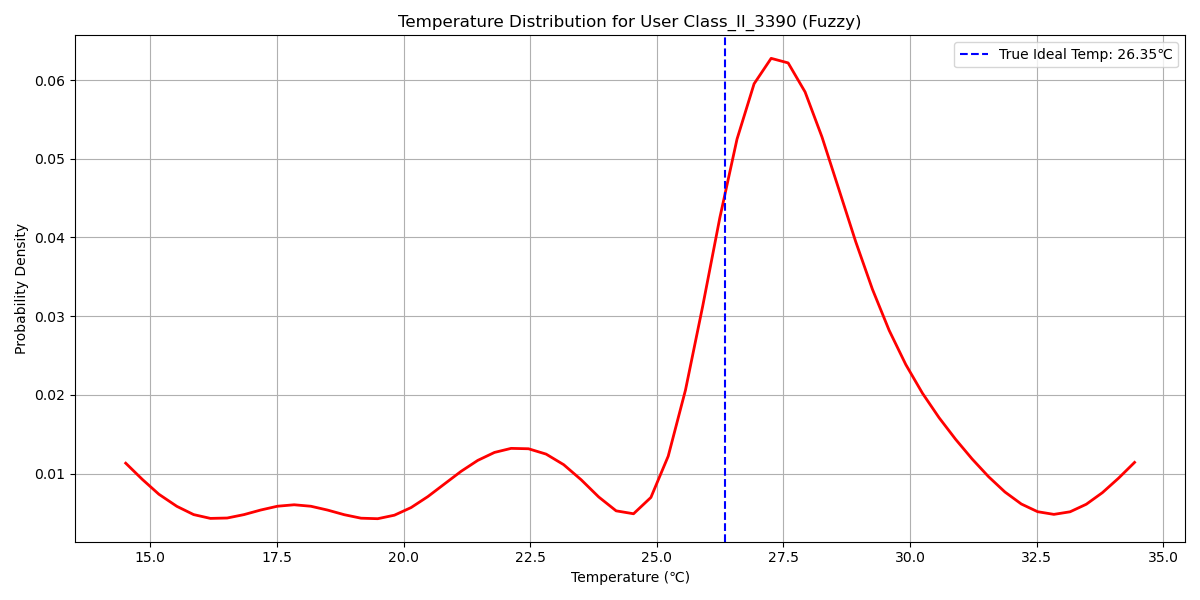 Temperature Distribution for User Class_II_3390 (Fuzzy)
True Ideal Temp: 26.35℃
Probability Density
0.06
0.05
0.04
0.03
0.02
0.01
15.0 17.5 20.0 22.5 25.0 27.5 30.0 32.5 35.0
Temperature (℃)